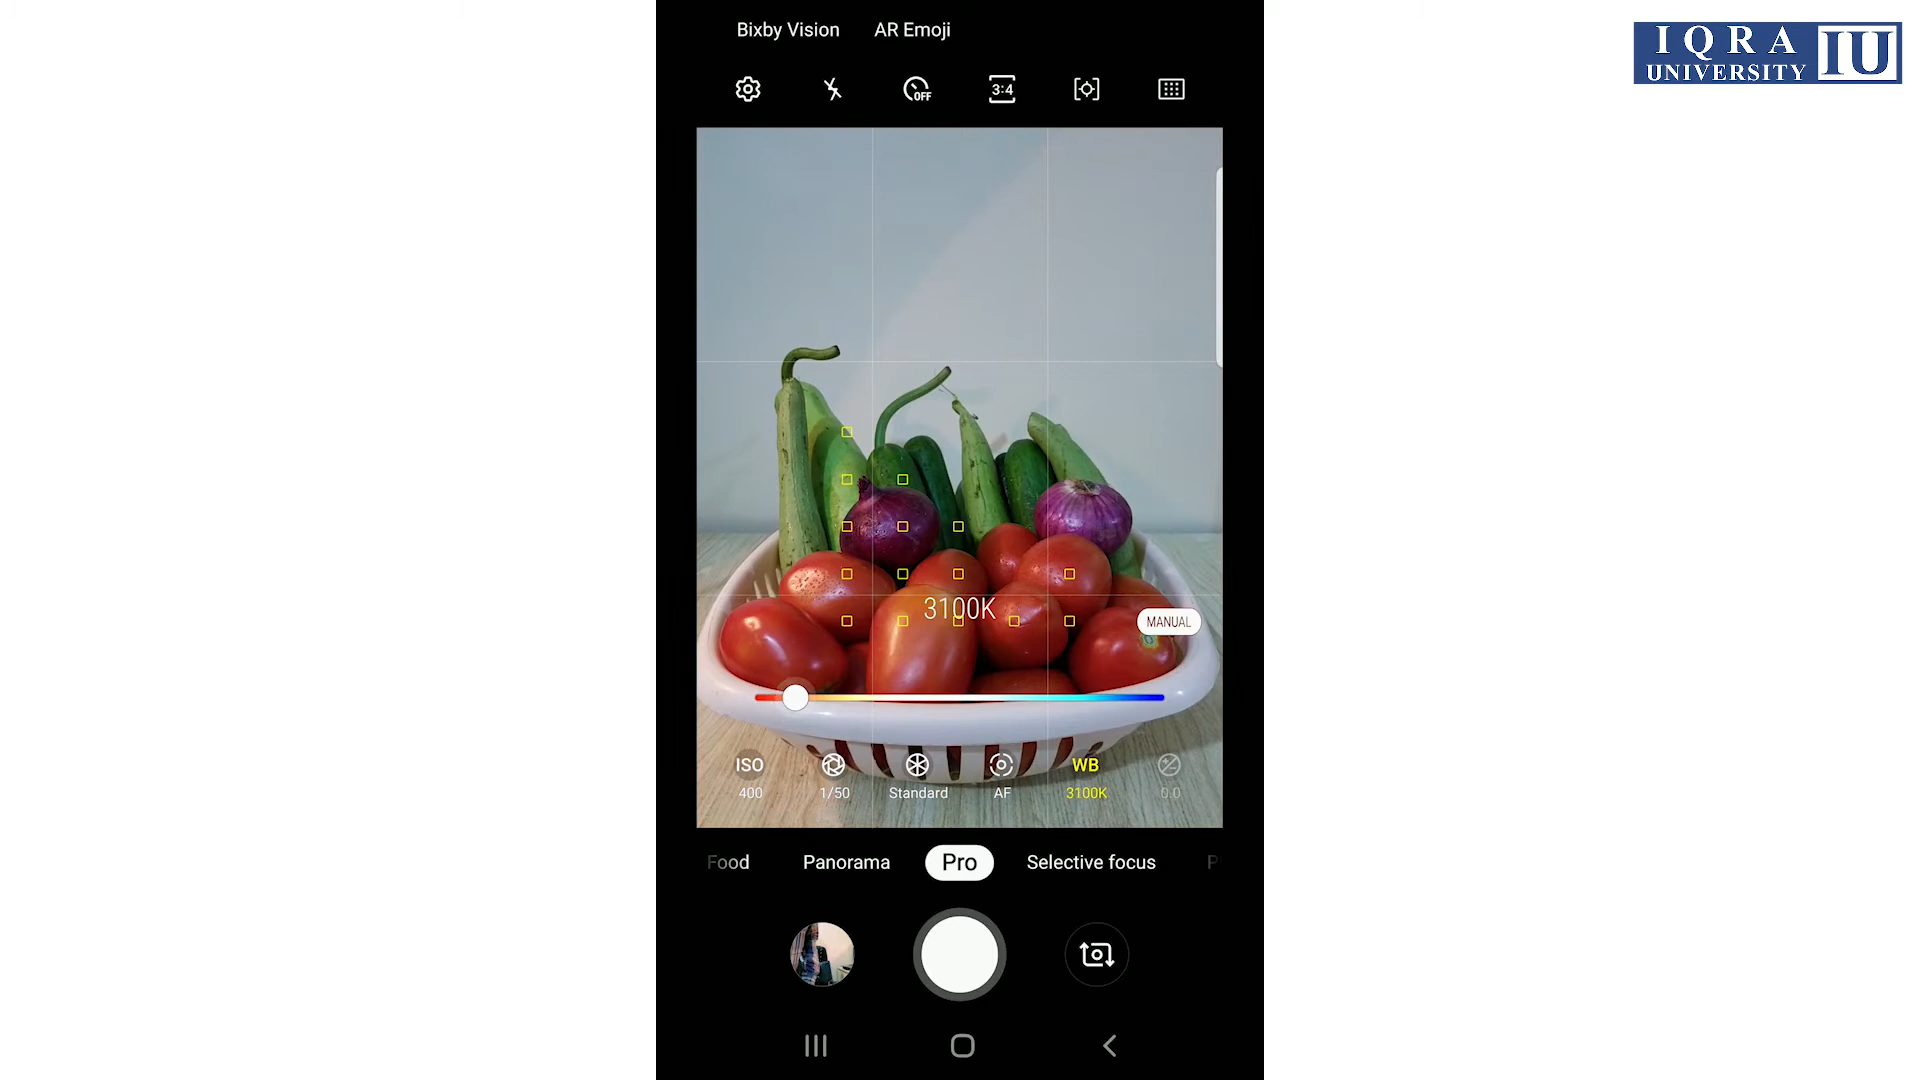 Bixby Vision AR Emoji
OFF
3:4
IQRA
UNIVERSITY
IU
3100K
MANUAL
ISO WB
400 1/50 Standard AF 3100K 0.0
Food Panorama Pro Selective focus P